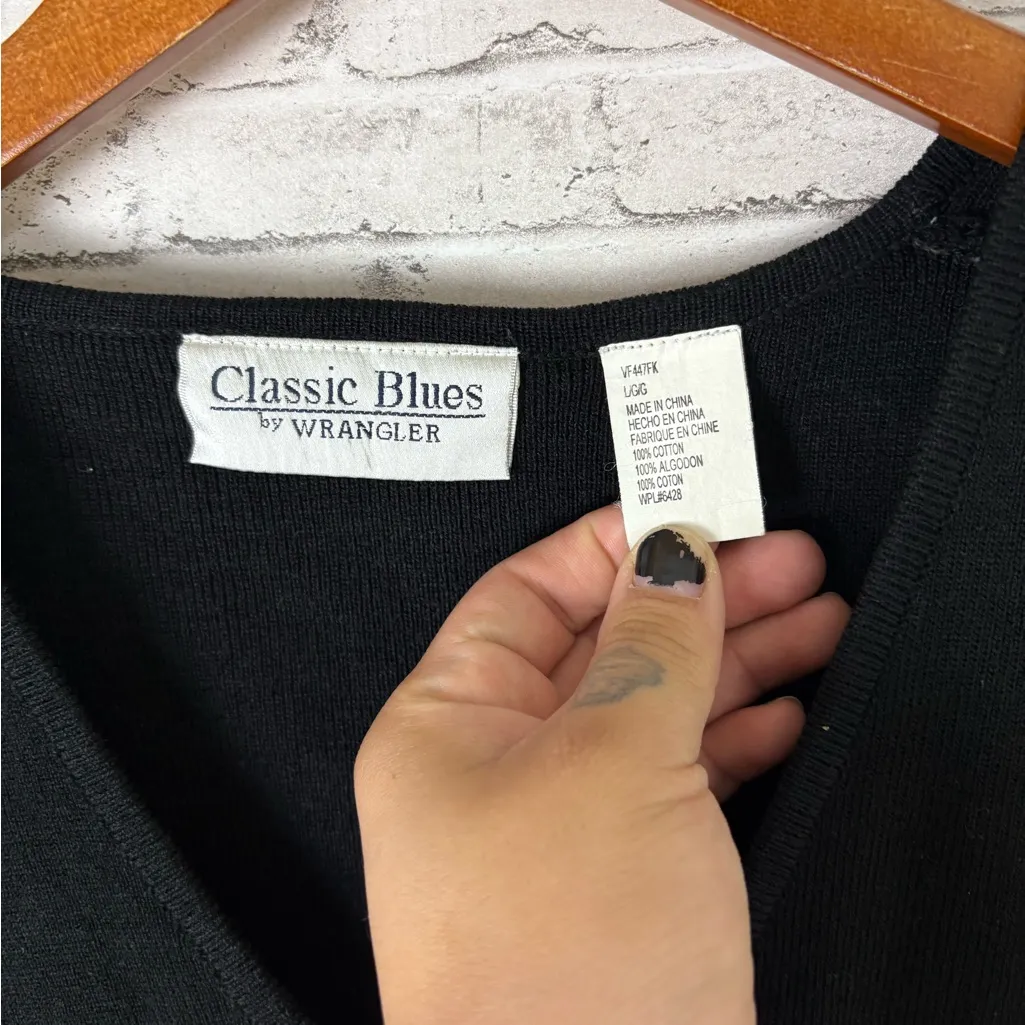 Classic Blues
by WRANGLER
VF447FK
L/G/G
MADE IN CHINA
HECHO EN CHINA
FABRIQUE EN CHINE
100% COTTON
100% ALGODON
100% COTON
WPL#6428